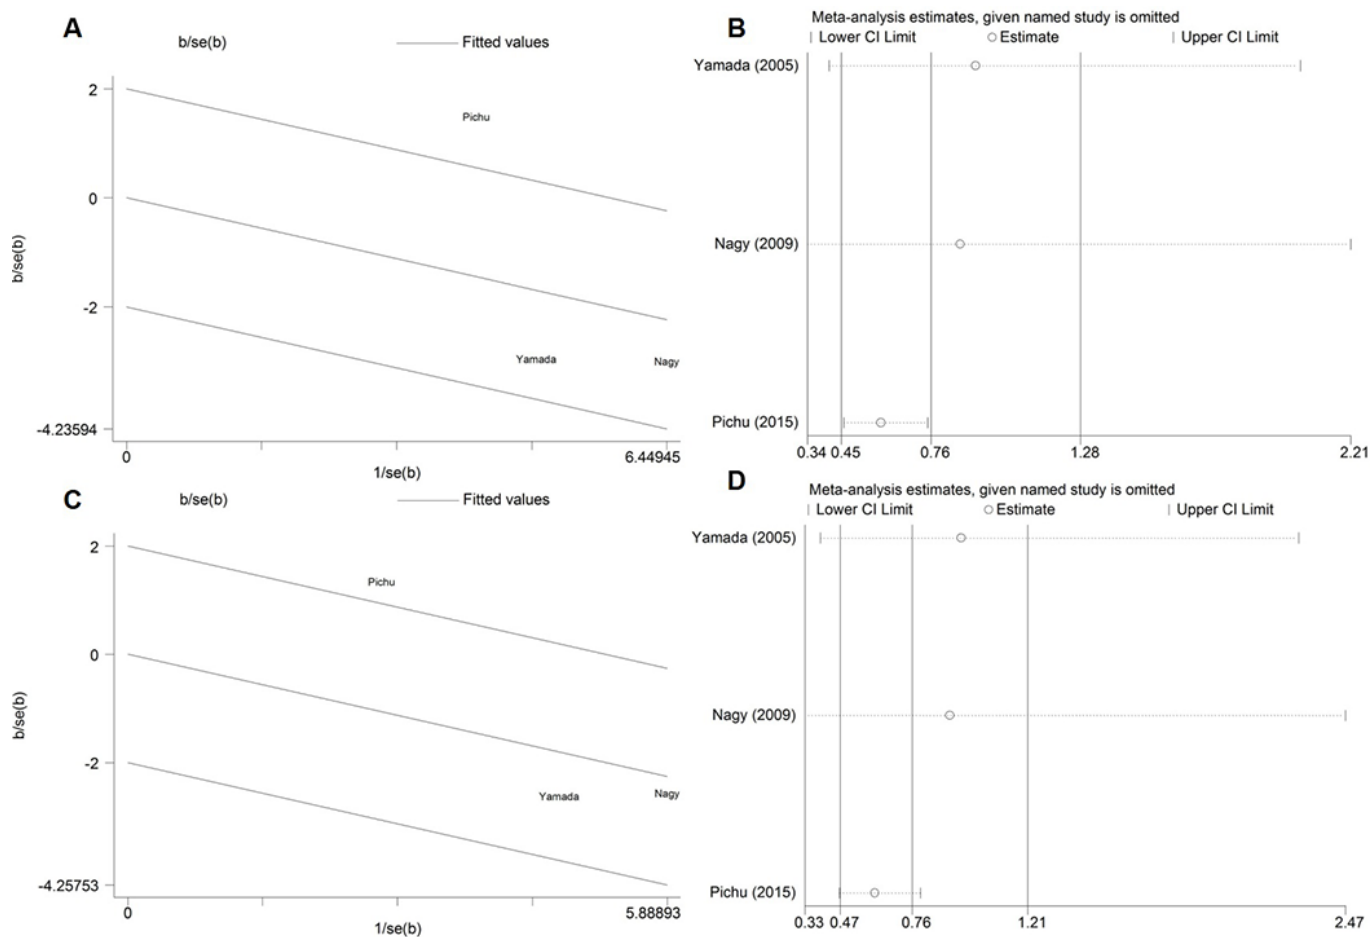 A
b/se(b)
Fitted values
2
0
-2
-4.23594
b/se(b)
Pichu
Yamada
Nagy
0
6.44945
1/se(b)
B
Meta-analysis estimates, given named study is omitted
Lower CI Limit
Estimate
Upper CI Limit
Yamada (2005)
Nagy (2009)
Pichu (2015)
0.34 0.45 0.76 1.28 2.21
C
b/se(b)
Fitted values
2
0
-2
-4.25753
b/se(b)
Pichu
Yamada
Nagy
0
5.88893
1/se(b)
D
Meta-analysis estimates, given named study is omitted
Lower CI Limit
Estimate
Upper CI Limit
Yamada (2005)
Nagy (2009)
Pichu (2015)
0.33 0.47 0.76 1.21 2.47